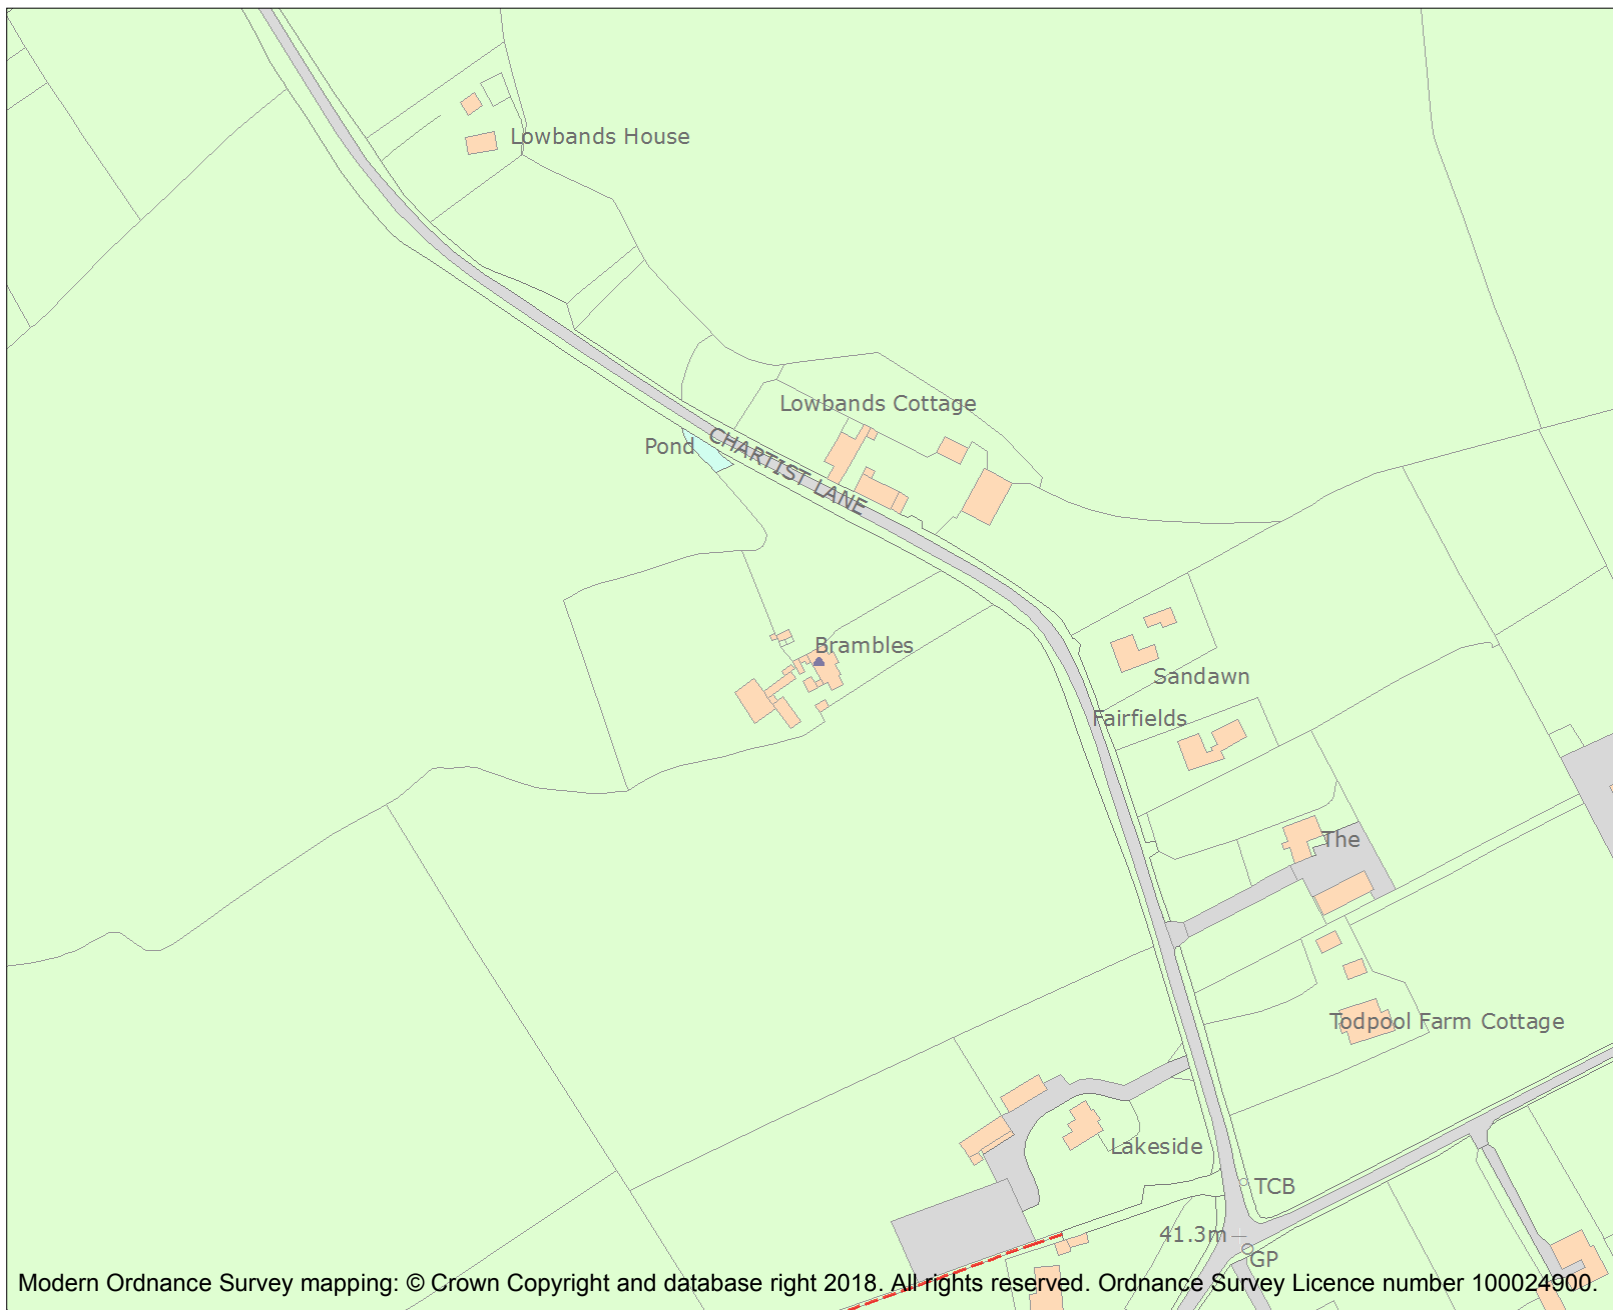 Lowbands House
Lowbands Cottage
Pond
CHARTIST LANE
Brambles
Sandawn
Fairfields
The
Todpool Farm Cottage
Lakeside
TCB
41.3m
GP
Modern Ordnance Survey mapping: © Crown Copyright and database right 2018. All rights reserved. Ordnance Survey Licence number 100024900.